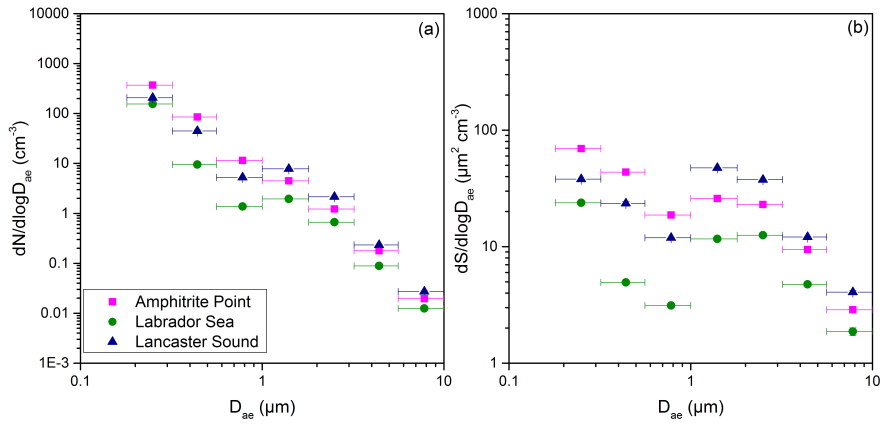 10000
1000
100
10
1
0.1
0.01
1E-3
dN/dlogDae (cm⁻³)
(a)
Amphitrite Point
Labrador Sea
Lancaster Sound
0.1
1
10
Dae (µm)
1000
100
10
1
dS/dlogDae (µm² cm⁻³)
(b)
0.1
1
10
Dae (µm)